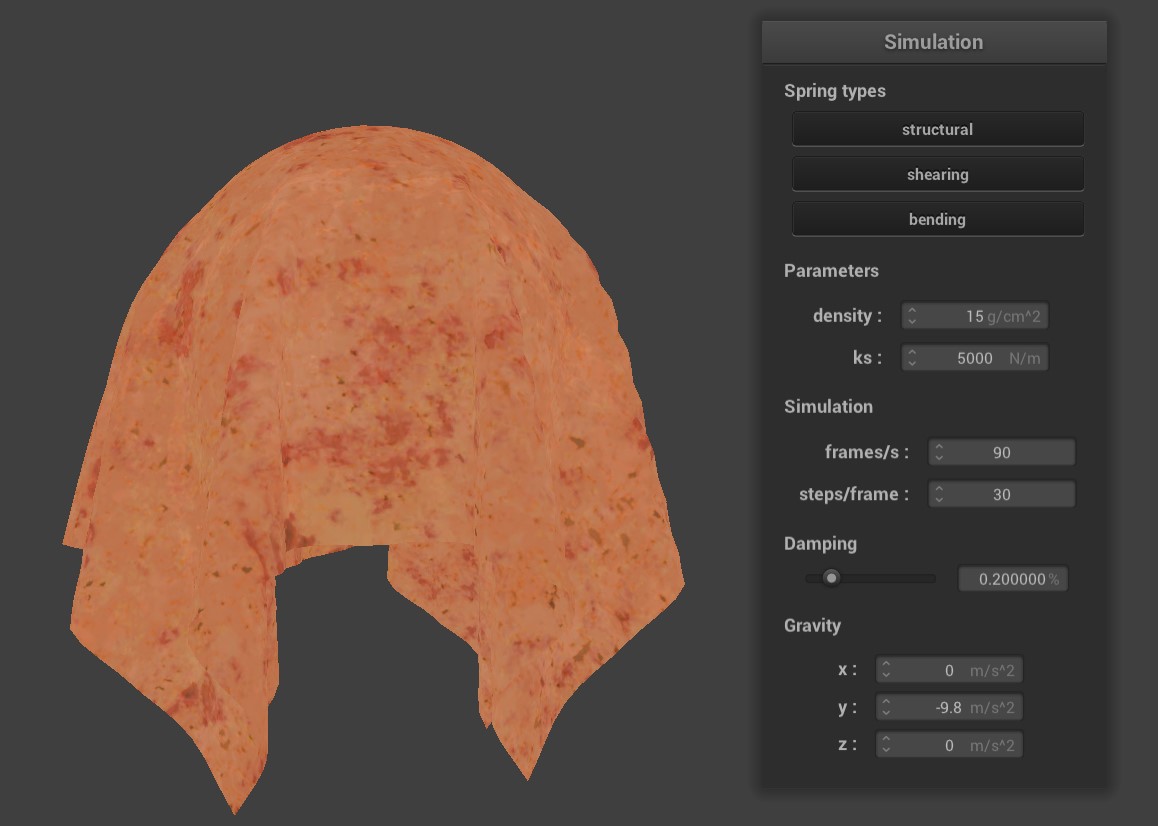 Simulation
Spring types
structural
shearing
bending
Parameters
density : 15 g/cm^2
ks : 5000 N/m
Simulation
frames/s : 90
steps/frame : 30
Damping
0.200000 %
Gravity
x : 0 m/s^2
y : -9.8 m/s^2
z : 0 m/s^2